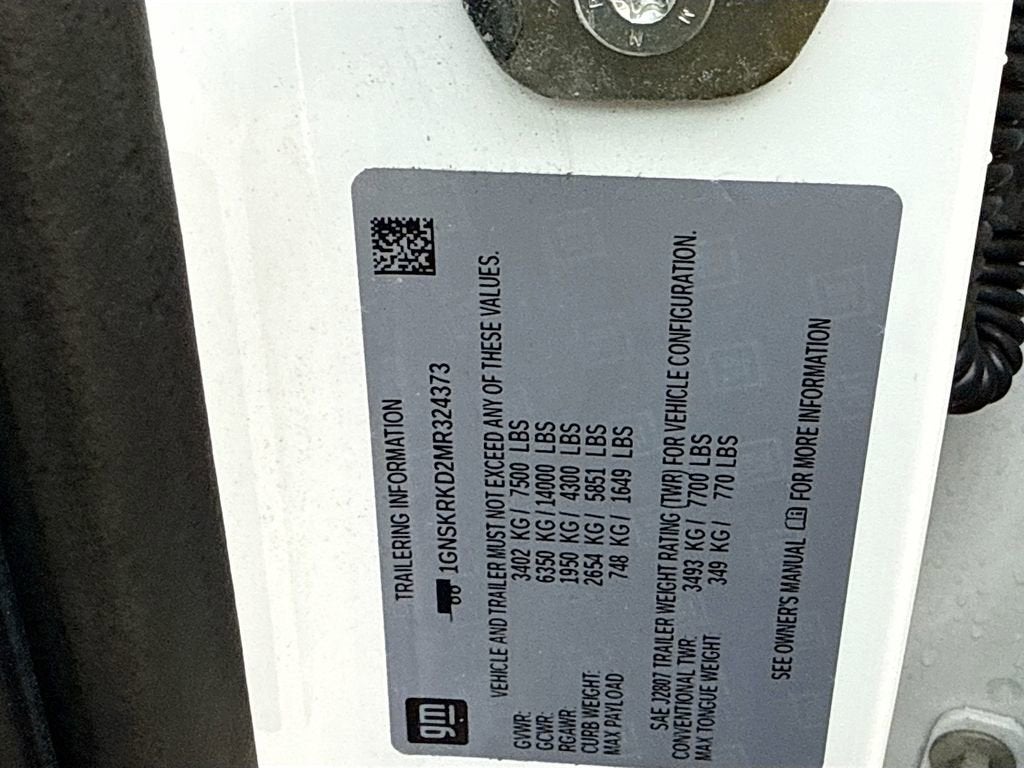 gm
TRAILERING INFORMATION
1GNSKRKD2MR324373
VEHICLE AND TRAILER MUST NOT EXCEED ANY OF THESE VALUES.
GVWR: 3402 KG / 7500 LBS
GCWR: 6350 KG / 14000 LBS
RGAWR: 1950 KG / 4300 LBS
CURB WEIGHT: 2654 KG / 5851 LBS
MAX PAYLOAD: 748 KG / 1649 LBS
SAE J2807 TRAILER WEIGHT RATING (TWR) FOR VEHICLE CONFIGURATION.
CONVENTIONAL TWR: 3493 KG / 7700 LBS
MAX TONGUE WEIGHT: 349 KG / 770 LBS
SEE OWNER'S MANUAL FOR MORE INFORMATION